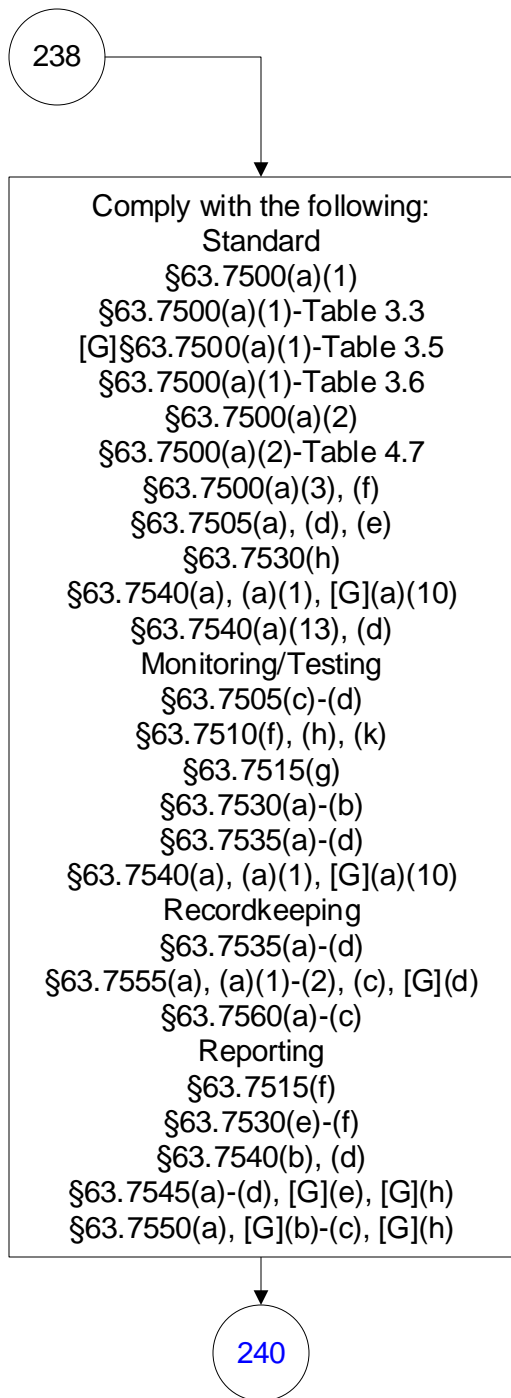 238
Comply with the following:
Standard
§63.7500(a)(1)
§63.7500(a)(1)-Table 3.3
[G]§63.7500(a)(1)-Table 3.5
§63.7500(a)(1)-Table 3.6
§63.7500(a)(2)
§63.7500(a)(2)-Table 4.7
§63.7500(a)(3), (f)
§63.7505(a), (d), (e)
§63.7530(h)
§63.7540(a), (a)(1), [G](a)(10)
§63.7540(a)(13), (d)
Monitoring/Testing
§63.7505(c)-(d)
§63.7510(f), (h), (k)
§63.7515(g)
§63.7530(a)-(b)
§63.7535(a)-(d)
§63.7540(a), (a)(1), [G](a)(10)
Recordkeeping
§63.7535(a)-(d)
§63.7555(a), (a)(1)-(2), (c), [G](d)
§63.7560(a)-(c)
Reporting
§63.7515(f)
§63.7530(e)-(f)
§63.7540(b), (d)
§63.7545(a)-(d), [G](e), [G](h)
§63.7550(a), [G](b)-(c), [G](h)
240